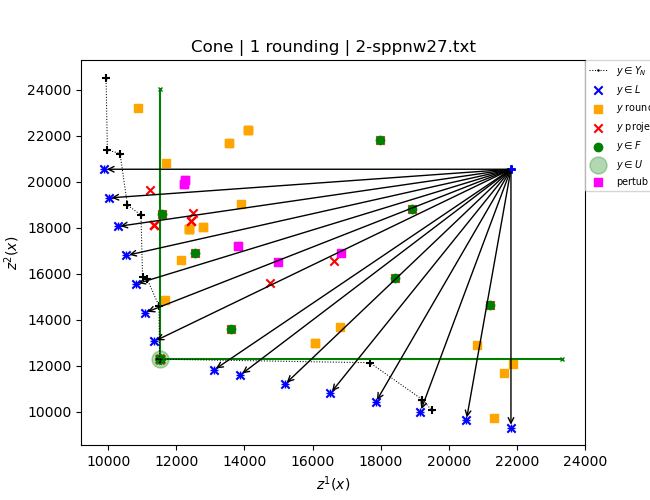 Cone | 1 rounding | 2-sppnw27.txt
24000
22000
20000
18000
16000
14000
12000
10000
z²(x)
10000 12000 14000 16000 18000 20000 22000 24000
z¹(x)
y ∈ Y_N
y ∈ L
y roun
y proje
y ∈ F
y ∈ U
pertub